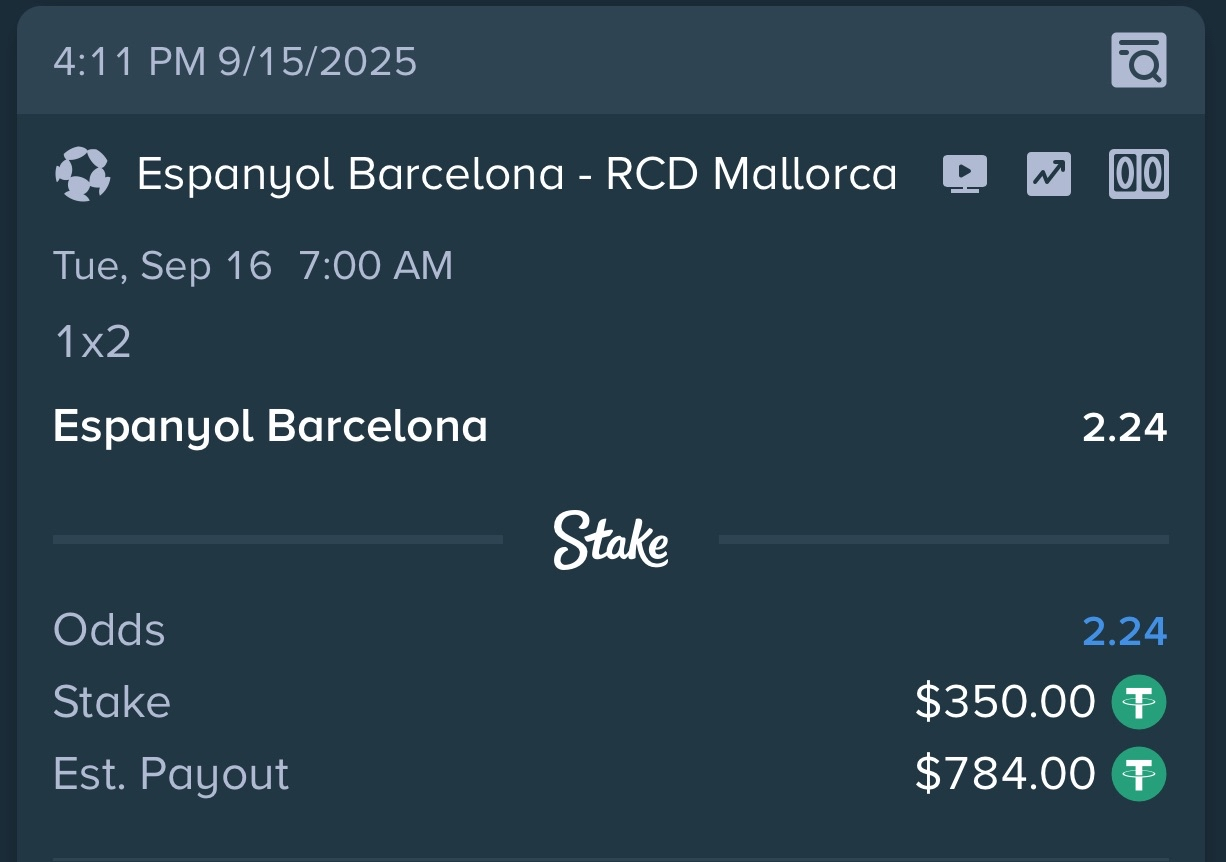 4:11 PM 9/15/2025
Espanyol Barcelona - RCD Mallorca
Tue, Sep 16 7:00 AM
1x2
Espanyol Barcelona 2.24
Stake
Odds 2.24
Stake $350.00
Est. Payout $784.00